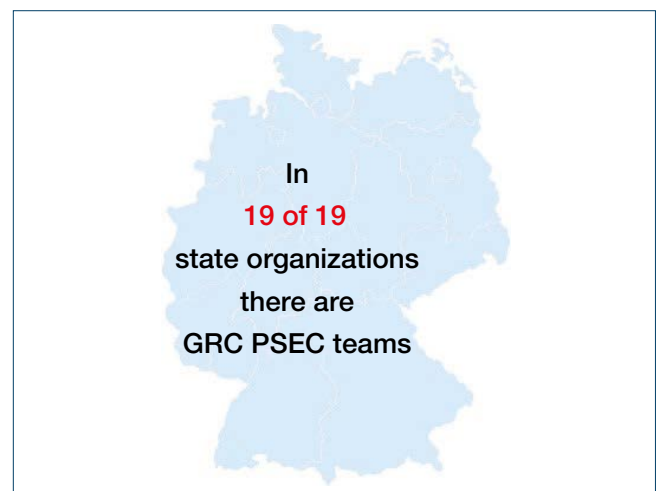 In
19 of 19
state organizations
there are
GRC PSEC teams